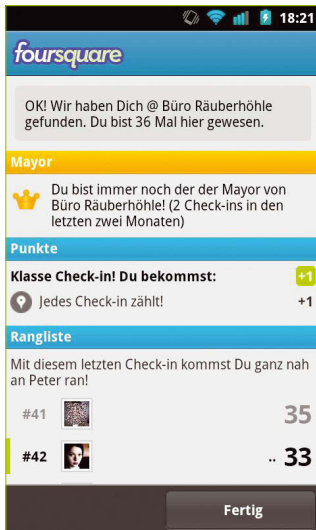 18:21
foursquare
OK! Wir haben Dich @ Büro Räuberhöhle
gefunden. Du bist 36 Mal hier gewesen.
Mayor
Du bist immer noch der der Mayor von
Büro Räuberhöhle! (2 Check-ins in den
letzten zwei Monaten)
Punkte
Klasse Check-in! Du bekommst: +1
Jedes Check-in zählt! +1
Rangliste
Mit diesem letzten Check-in kommst Du ganz nah
an Peter ran!
#41 35
#42 .. 33
Fertig